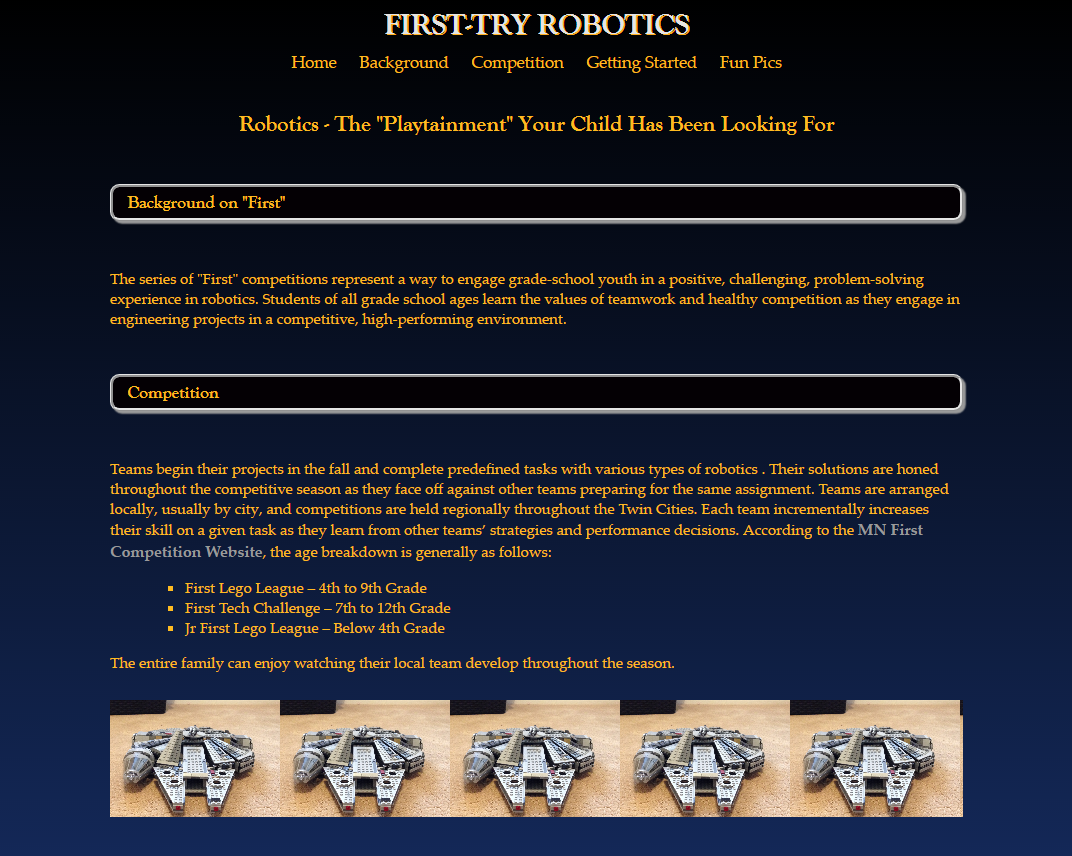 FIRST-TRY ROBOTICS
Home Background Competition Getting Started Fun Pics
Robotics - The "Playtainment" Your Child Has Been Looking For
Background on "First"
The series of "First" competitions represent a way to engage grade-school youth in a positive, challenging, problem-solving
experience in robotics. Students of all grade school ages learn the values of teamwork and healthy competition as they engage in
engineering projects in a competitive, high-performing environment.
Competition
Teams begin their projects in the fall and complete predefined tasks with various types of robotics . Their solutions are honed
throughout the competitive season as they face off against other teams preparing for the same assignment. Teams are arranged
locally, usually by city, and competitions are held regionally throughout the Twin Cities. Each team incrementally increases
their skill on a given task as they learn from other teams’ strategies and performance decisions. According to the MN First
Competition Website, the age breakdown is generally as follows:
▪ First Lego League – 4th to 9th Grade
▪ First Tech Challenge – 7th to 12th Grade
▪ Jr First Lego League – Below 4th Grade
The entire family can enjoy watching their local team develop throughout the season.